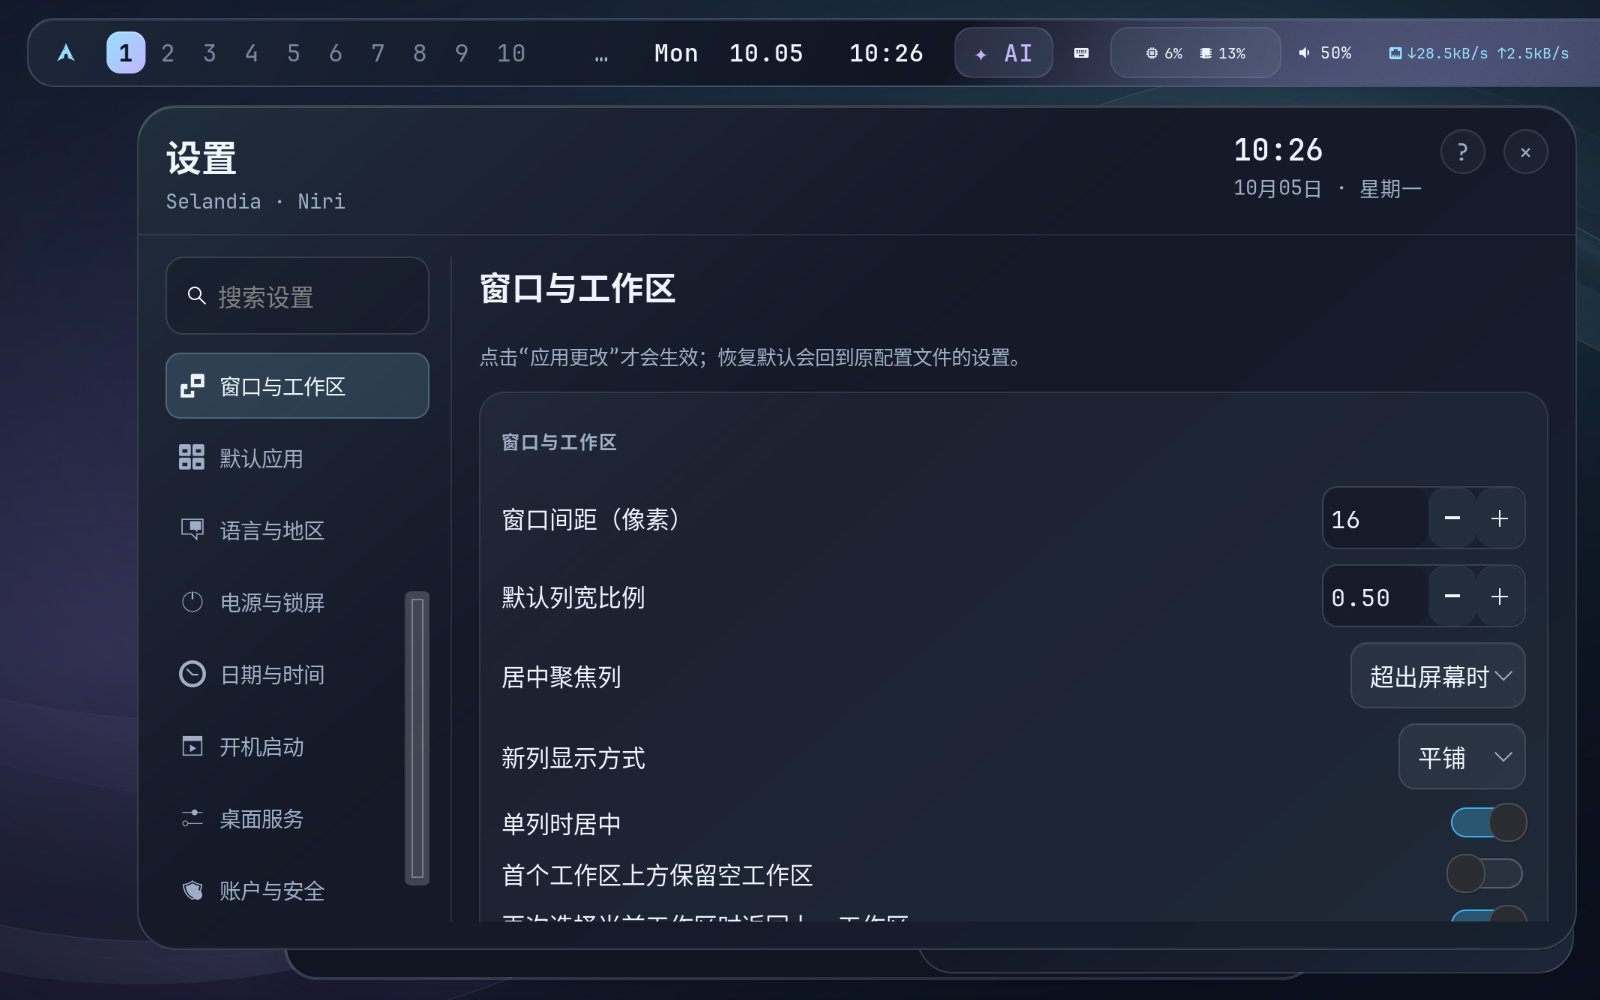 1 2 3 4 5 6 7 8 9 10 … Mon 10.05 10:26 AI 6% 13% 50% ↓28.5kB/s ↑2.5kB/s
设置
Selandia · Niri
10:26
10月05日 · 星期一
?
×
搜索设置
窗口与工作区
默认应用
语言与地区
电源与锁屏
日期与时间
开机启动
桌面服务
账户与安全
窗口与工作区
点击“应用更改”才会生效；恢复默认会回到原配置文件的设置。
窗口与工作区
窗口间距（像素） 16 − +
默认列宽比例 0.50 − +
居中聚焦列 超出屏幕时
新列显示方式 平铺
单列时居中
首个工作区上方保留空工作区